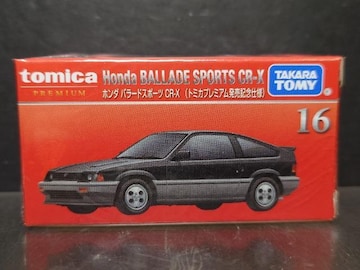 tomica
PREMIUM
Honda BALLADE SPORTS CR-X
ホンダ バラードスポーツ CR-X (トミカプレミアム発売記念仕様)
TAKARA TOMY
16